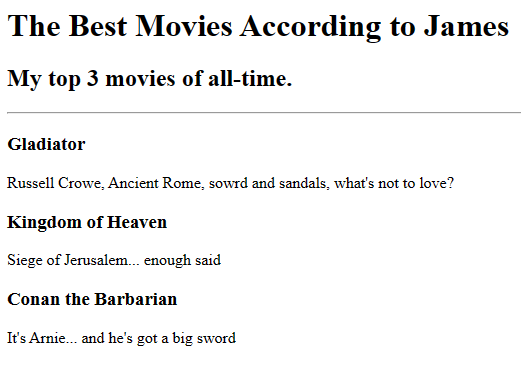 The Best Movies According to James
My top 3 movies of all-time.
Gladiator
Russell Crowe, Ancient Rome, sowrd and sandals, what's not to love?
Kingdom of Heaven
Siege of Jerusalem... enough said
Conan the Barbarian
It's Arnie... and he's got a big sword